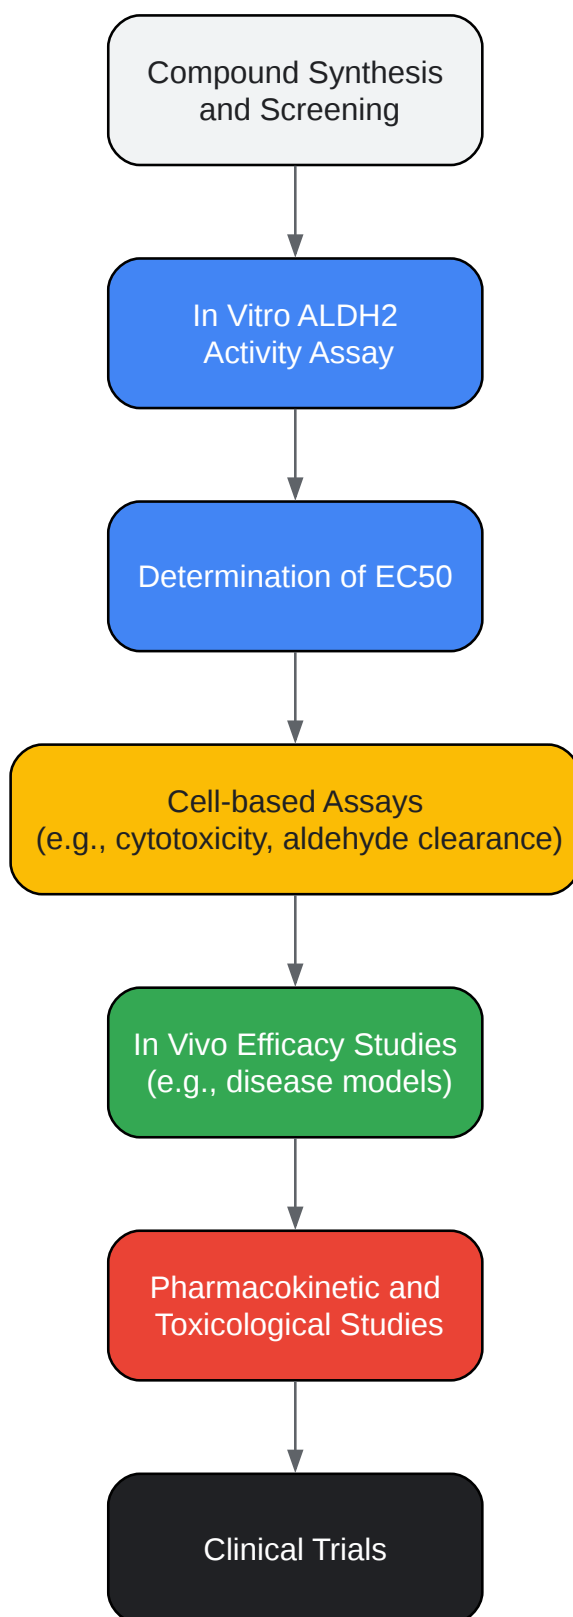 Compound Synthesis
and Screening
In Vitro ALDH2
Activity Assay
Determination of EC50
Cell-based Assays
(e.g., cytotoxicity, aldehyde clearance)
In Vivo Efficacy Studies
(e.g., disease models)
Pharmacokinetic and
Toxicological Studies
Clinical Trials